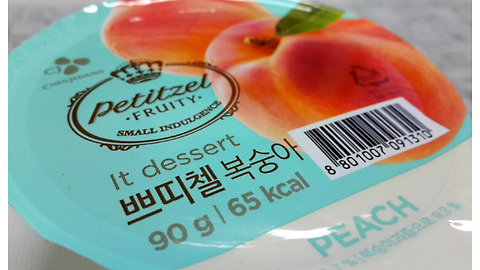 CJ
CHEILJEDANG
Petitzel
FRUITY
SMALL INDULGENCE
It dessert
쁘띠첼 복숭아
90 g | 65 kcal
8 801007 091310
PEACH